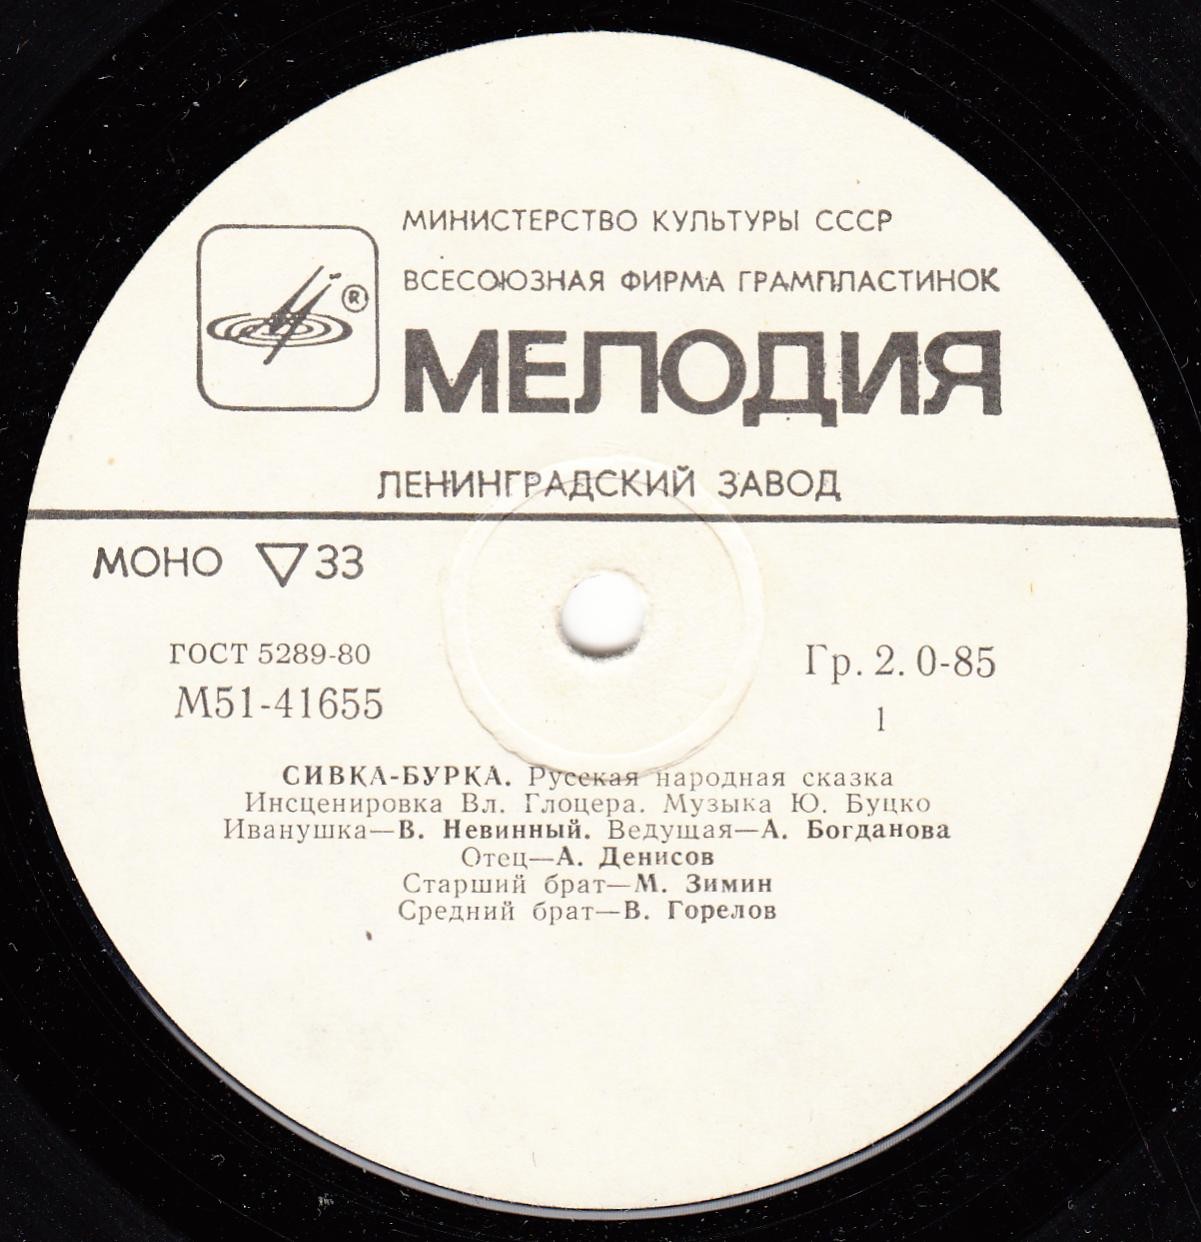 МИНИСТЕРСТВО КУЛЬТУРЫ СССР
ВСЕСОЮЗНАЯ ФИРМА ГРАМПЛАСТИНОК
®
МЕЛОДИЯ
ЛЕНИНГРАДСКИЙ ЗАВОД
МОНО ▽33
ГОСТ 5289-80
М51-41655
Гр. 2. 0-85
1
СИВКА-БУРКА. Русская народная сказка
Инсценировка Вл. Глоцера. Музыка Ю. Буцко
Иванушка—В. Невинный. Ведущая—А. Богданова
Отец—А. Денисов
Старший брат—М. Зимин
Средний брат—В. Горелов